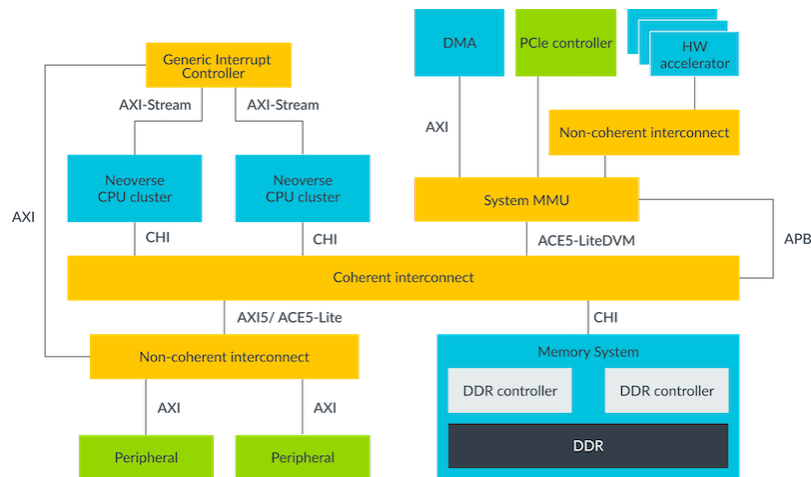 DMA
PCIe controller
HW
accelerator
Generic Interrupt
Controller
AXI-Stream
AXI-Stream
AXI
Non-coherent interconnect
Neoverse
CPU cluster
Neoverse
CPU cluster
System MMU
AXI
CHI
CHI
ACE5-LiteDVM
APB
Coherent interconnect
AXI5/ ACE5-Lite
CHI
Non-coherent interconnect
Memory System
DDR controller
DDR controller
AXI
AXI
DDR
Peripheral
Peripheral